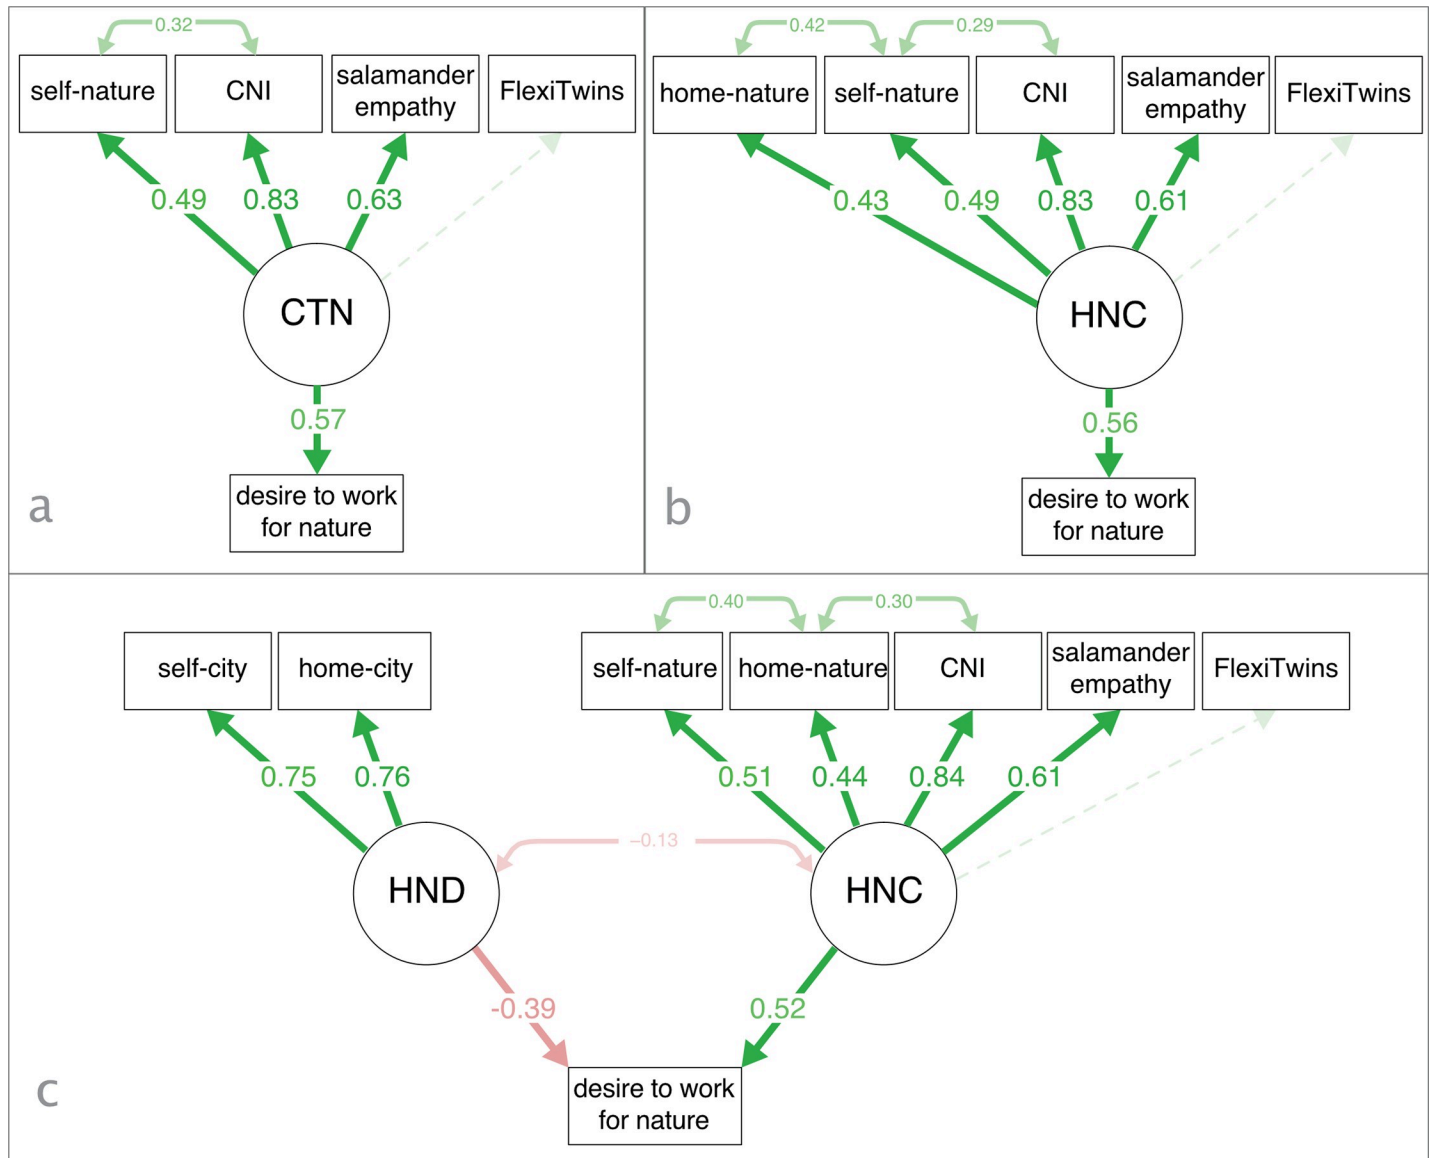 0.32
self-nature
CNI
salamander
empathy
FlexiTwins
0.49
0.83
0.63
CTN
0.57
desire to work
for nature
a
0.42
0.29
home-nature
self-nature
CNI
salamander
empathy
FlexiTwins
0.43
0.49
0.83
0.61
HNC
0.56
desire to work
for nature
b
self-city
home-city
0.75
0.76
HND
0.40
0.30
self-nature
home-nature
CNI
salamander
empathy
FlexiTwins
0.51
0.44
0.84
0.61
−0.13
HNC
-0.39
0.52
desire to work
for nature
c